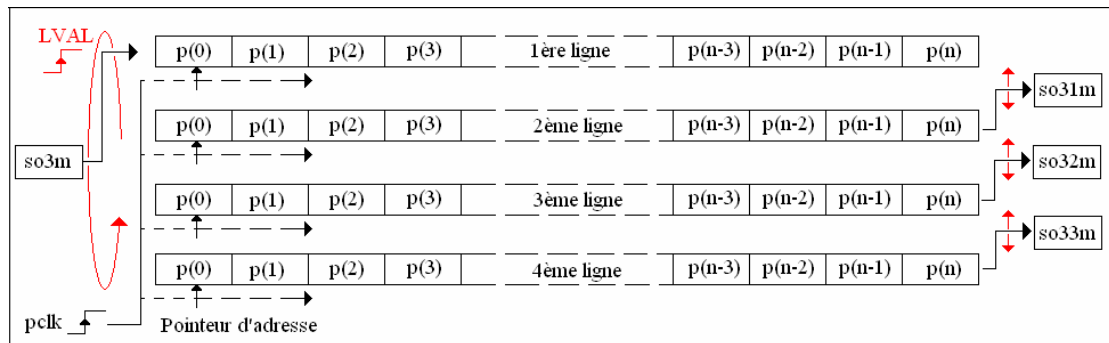 LVAL
p(0) p(1) p(2) p(3) 1ère ligne p(n-3) p(n-2) p(n-1) p(n)
so31m
p(0) p(1) p(2) p(3) 2ème ligne p(n-3) p(n-2) p(n-1) p(n)
so3m
so32m
p(0) p(1) p(2) p(3) 3ème ligne p(n-3) p(n-2) p(n-1) p(n)
so33m
p(0) p(1) p(2) p(3) 4ème ligne p(n-3) p(n-2) p(n-1) p(n)
pclk Pointeur d'adresse